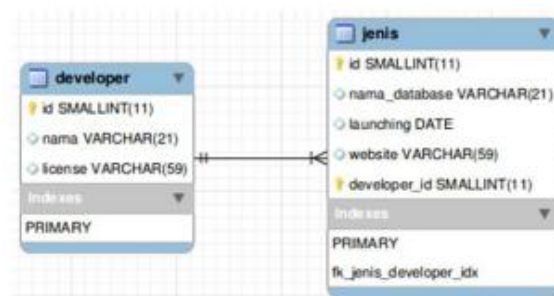 developer
id SMALLINT(11)
nama VARCHAR(21)
license VARCHAR(59)
Indexes
PRIMARY
jenis
id SMALLINT(11)
nama_database VARCHAR(21)
launching DATE
website VARCHAR(59)
developer_id SMALLINT(11)
Indexes
PRIMARY
fk_jenis_developer_idx